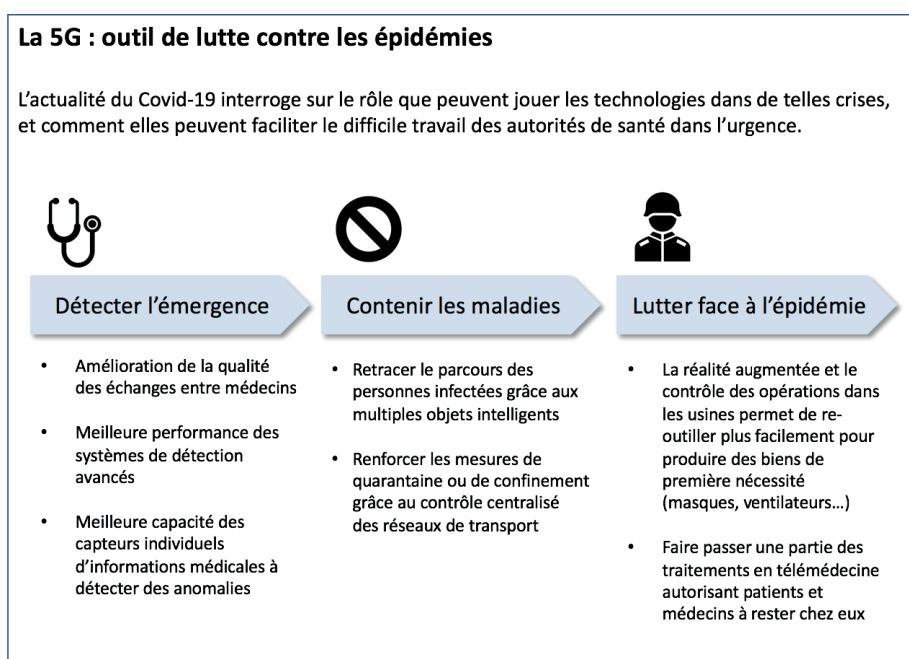 La 5G : outil de lutte contre les épidémies
L’actualité du Covid-19 interroge sur le rôle que peuvent jouer les technologies dans de telles crises,
et comment elles peuvent faciliter le difficile travail des autorités de santé dans l’urgence.
Détecter l’émergence
• Amélioration de la qualité
des échanges entre médecins
• Meilleure performance des
systèmes de détection
avancés
• Meilleure capacité des
capteurs individuels
d’informations médicales à
détecter des anomalies
Contenir les maladies
• Retracer le parcours des
personnes infectées grâce aux
multiples objets intelligents
• Renforcer les mesures de
quarantaine ou de confinement
grâce au contrôle centralisé
des réseaux de transport
Lutter face à l’épidémie
• La réalité augmentée et le
contrôle des opérations dans
les usines permet de re-
outiller plus facilement pour
produire des biens de
première nécessité
(masques, ventilateurs…)
• Faire passer une partie des
traitements en télémédecine
autorisant patients et
médecins à rester chez eux